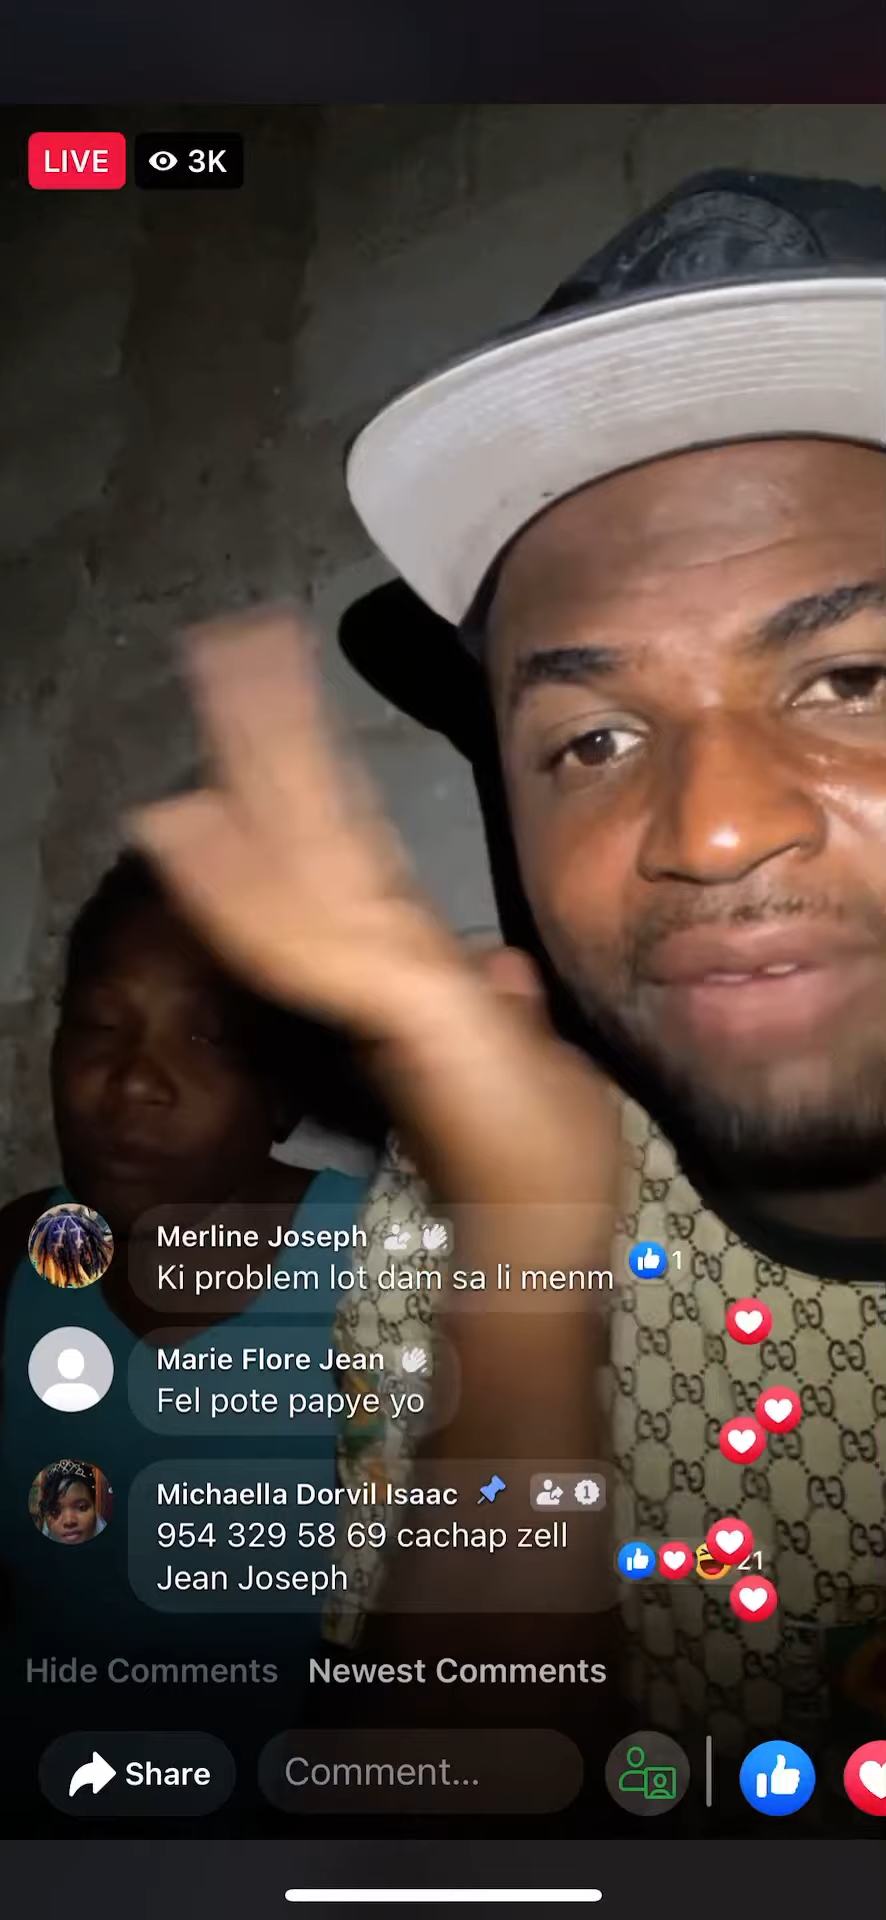 LIVE
3K
Merline Joseph
Ki problem lot dam sa li menm
1
Marie Flore Jean
Fel pote papye yo
Michaella Dorvil Isaac
1
954 329 58 69 cachap zell
Jean Joseph
21
Hide Comments Newest Comments
Share
Comment...